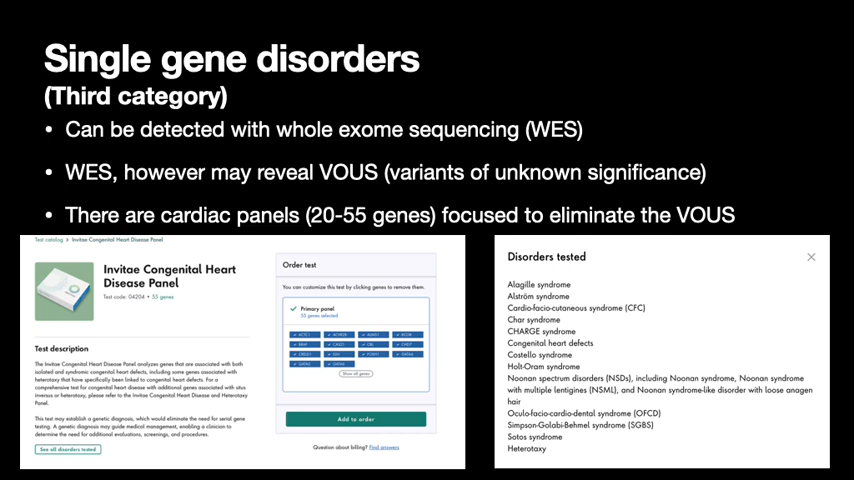 Single gene disorders
(Third category)
• Can be detected with whole exome sequencing (WES)
• WES, however may reveal VOUS (variants of unknown significance)
• There are cardiac panels (20-55 genes) focused to eliminate the VOUS
Test catalog > Invitae Congenital Heart Disease Panel
Invitae Congenital Heart
Disease Panel
Test code: 04204 • 55 genes
Test description
The Invitae Congenital Heart Disease Panel analyzes genes that are associated with both
isolated and syndromic congenital heart defects, including some genes associated with
heterotaxy that have specifically been linked to congenital heart defects. For a
comprehensive test for congenital heart disease with additional genes associated with situs
inversus or heterotaxy, please refer to the Invitae Congenital Heart Disease and Heterotaxy
Panel.
This test may establish a genetic diagnosis, which would eliminate the need for serial gene
testing. A genetic diagnosis may guide medical management, enabling a clinician to
determine the need for additional evaluations, screenings, and procedures.
See all disorders tested
Order test
You can customize this test by clicking genes to remove them.
Primary panel
55 genes selected
Show all genes
Add to order
Question about billing? Find answers
Disorders tested
Alagille syndrome
Alström syndrome
Cardio-facio-cutaneous syndrome (CFC)
Char syndrome
CHARGE syndrome
Congenital heart defects
Costello syndrome
Holt-Oram syndrome
Noonan spectrum disorders (NSDs), including Noonan syndrome, Noonan syndrome
with multiple lentigines (NSML), and Noonan syndrome-like disorder with loose anagen
hair
Oculo-facio-cardio-dental syndrome (OFCD)
Simpson-Golabi-Behmel syndrome (SGBS)
Sotos syndrome
Heterotaxy